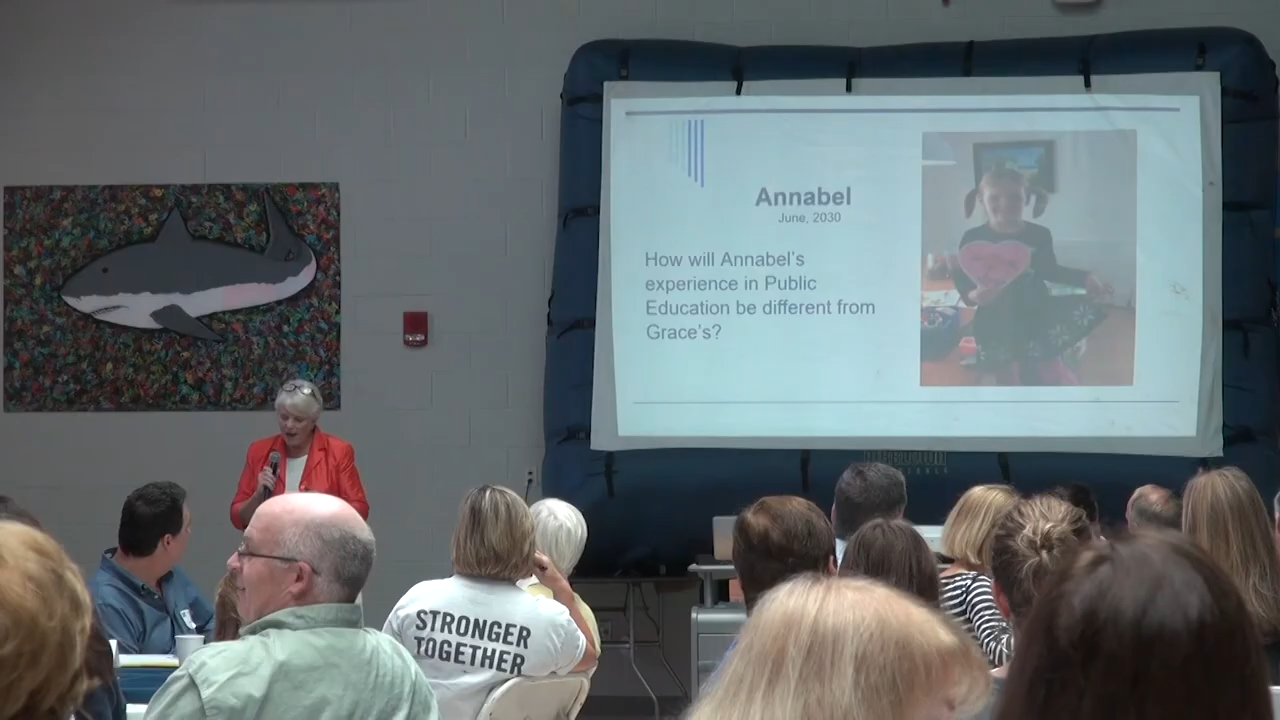 Annabel
June, 2030
How will Annabel's
experience in Public
Education be different from
Grace's?
STRONGER
TOGETHER